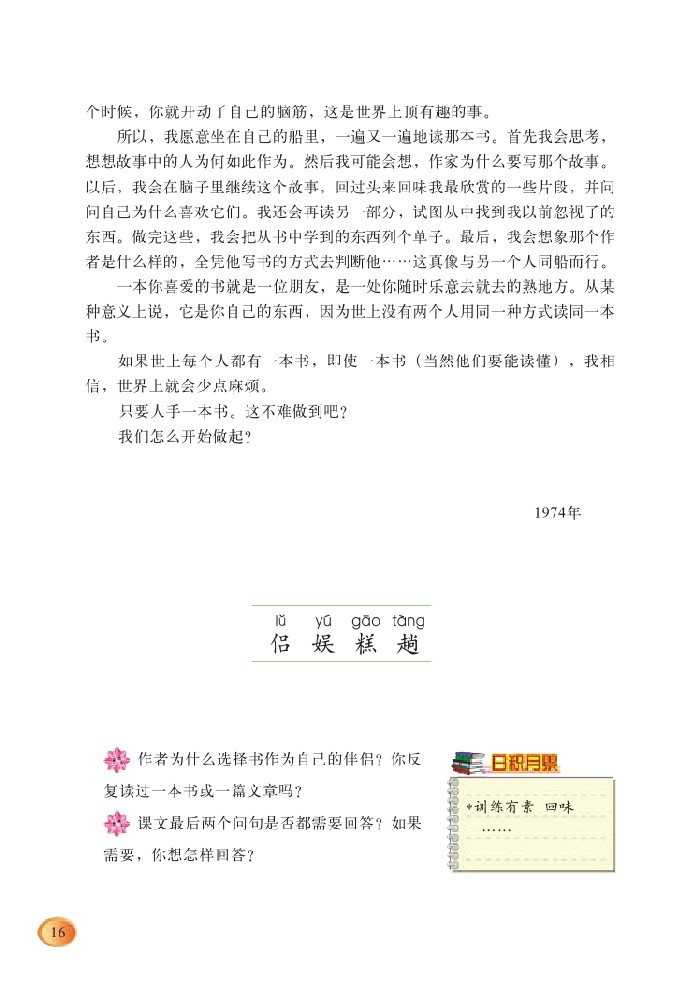 个时候，你就开动了自己的脑筋，这是世界上顶有趣的事。
所以，我愿意坐在自己的船里，一遍又一遍地读那本书。首先我会思考，
想想故事中的人为何如此作为。然后我可能会想，作家为什么要写那个故事。
以后，我会在脑子里继续这个故事，回过头来回味我最欣赏的一些片段，并问
问自己为什么喜欢它们。我还会再读另一部分，试图从中找到我以前忽视了的
东西。做完这些，我会把从书中学到的东西列个单子。最后，我会想象那个作
者是什么样的，全凭他写书的方式去判断他……这真像与另一个人同船而行。
一本你喜爱的书就是一位朋友，是一处你随时乐意去就去的熟地方。从某
种意义上说，它是你自己的东西，因为世上没有两个人用同一种方式读同一本
书。
如果世上每个人都有一本书，即使一本书（当然他们要能读懂），我相
信，世界上就会少点麻烦。
只要人手一本书。这不难做到吧？
我们怎么开始做起？
1974年
lǚ yú gāo tàng
侣 娱 糕 趟
作者为什么选择书作为自己的伴侣？你反
复读过一本书或一篇文章吗？
课文最后两个问句是否都需要回答？如果
需要，你想怎样回答？
日积月累
*训练有素 回味
……
16